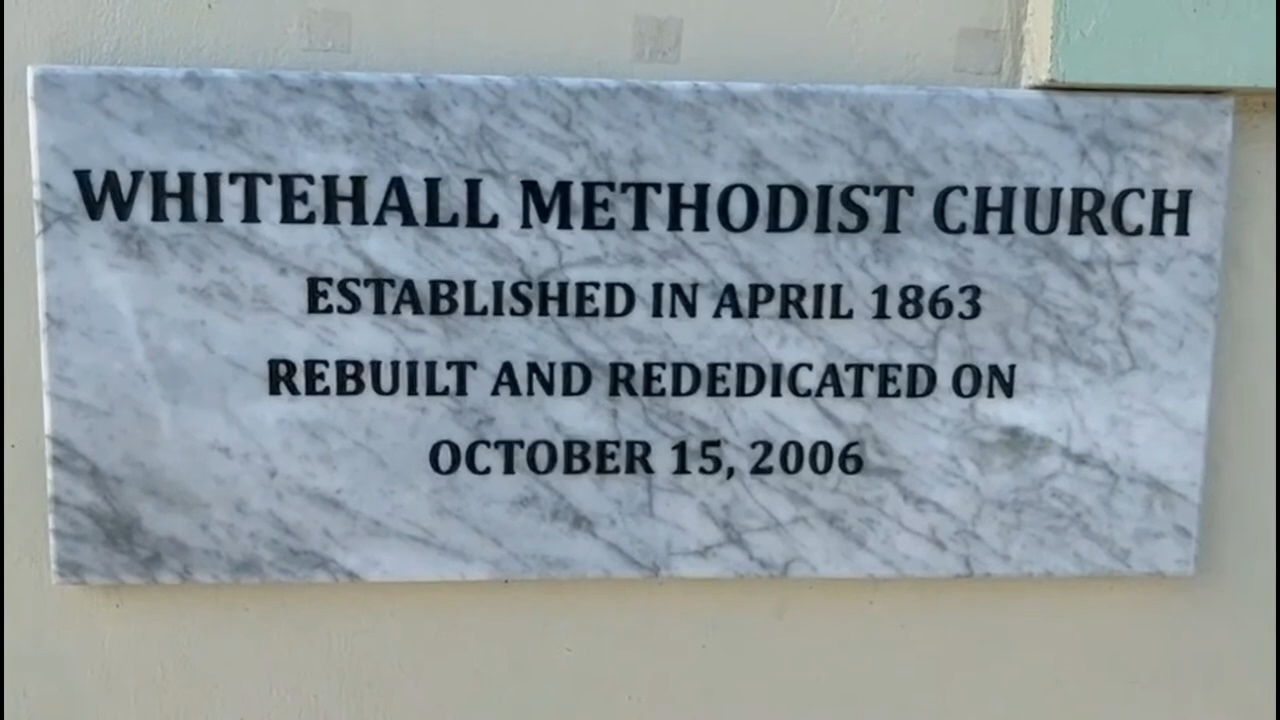 WHITEHALL METHODIST CHURCH
ESTABLISHED IN APRIL 1863
REBUILT AND REDEDICATED ON
OCTOBER 15, 2006